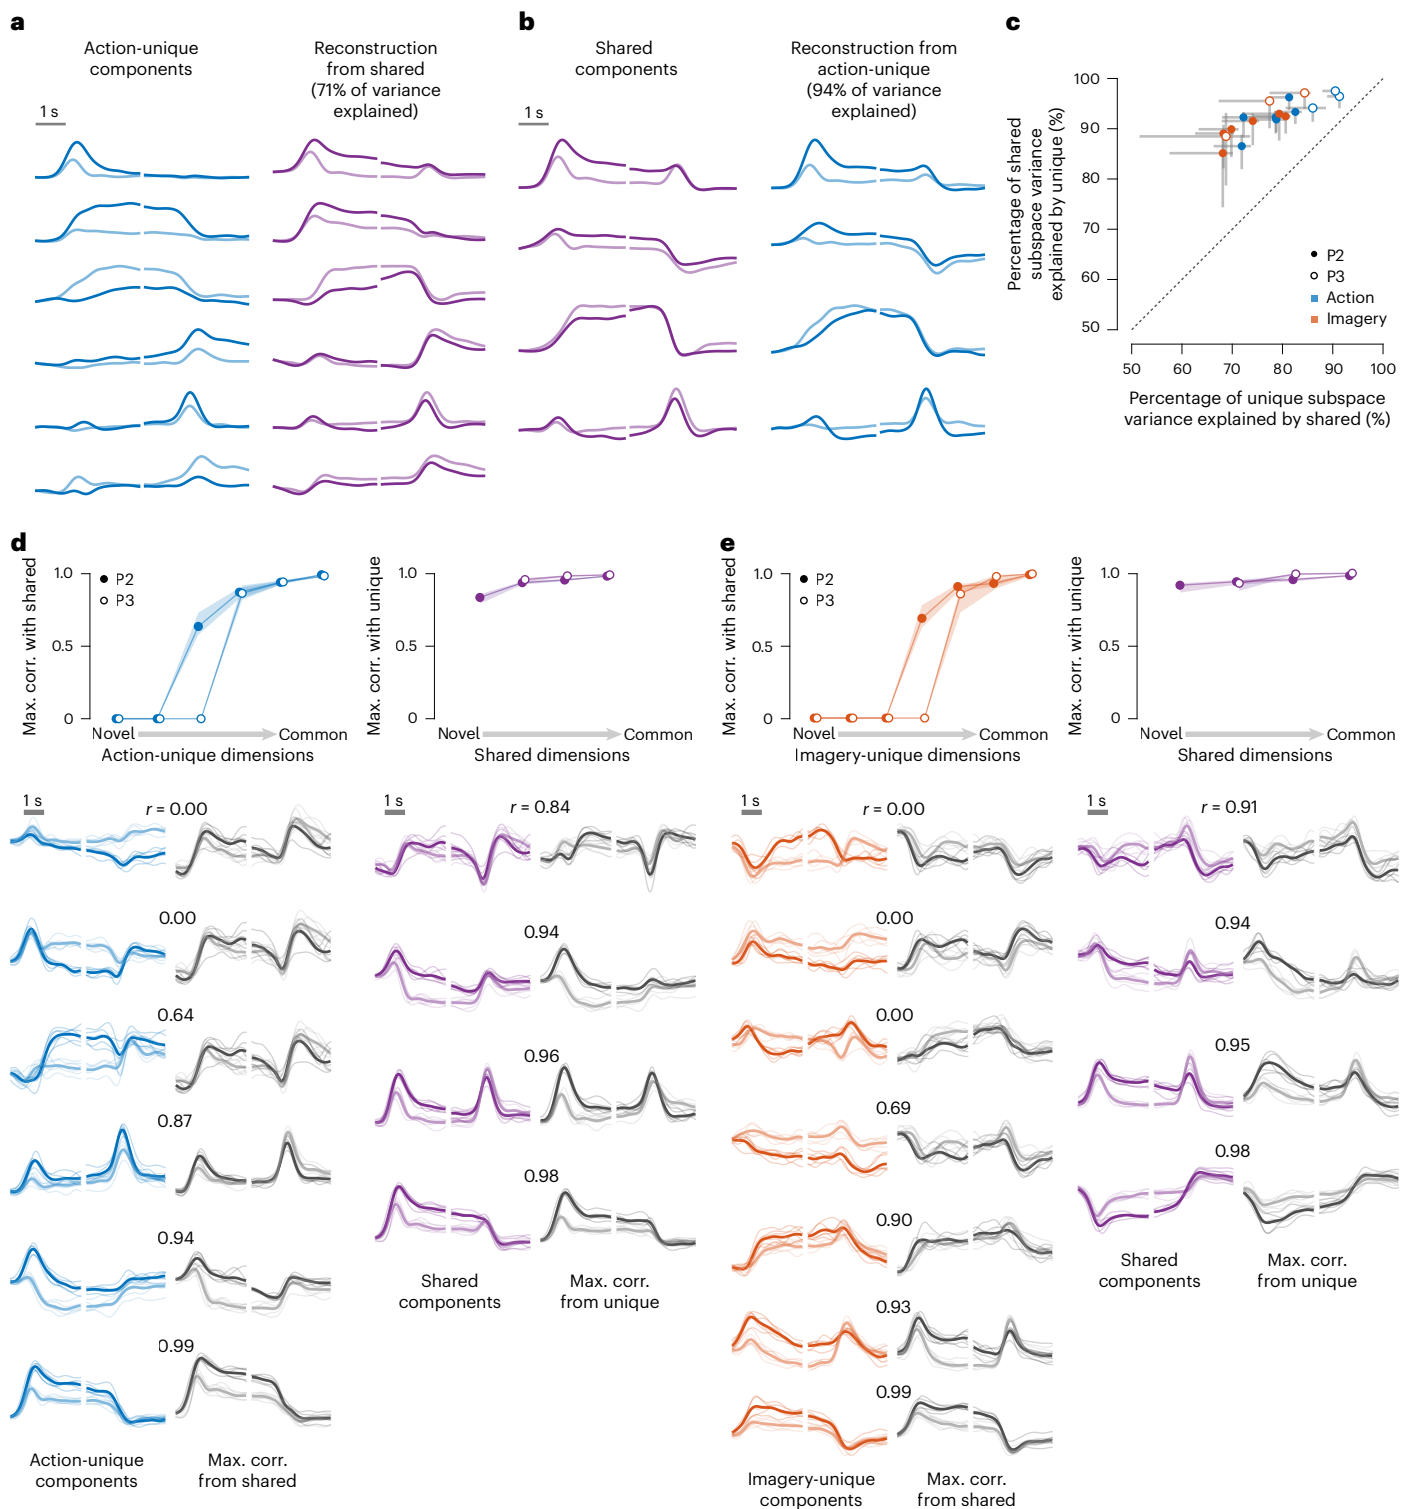 a
Action-unique
components
Reconstruction
from shared
(71% of variance
explained)
1 s
b
Shared
components
Reconstruction from
action-unique
(94% of variance
explained)
1 s
c
Percentage of shared
subspace variance
explained by unique (%)
100
90
80
70
60
50
P2
P3
Action
Imagery
50 60 70 80 90 100
Percentage of unique subspace
variance explained by shared (%)
d
Max. corr. with shared
1.0
0.5
0
P2
P3
Novel Common
Action-unique dimensions
Max. corr. with unique
1.0
0.5
0
Novel Common
Shared dimensions
1 s
r = 0.00
0.00
0.64
0.87
0.94
0.99
Action-unique
components
Max. corr.
from shared
1 s
r = 0.84
0.94
0.96
0.98
Shared
components
Max. corr.
from unique
e
Max. corr. with shared
1.0
0.5
0
P2
P3
Novel Common
Imagery-unique dimensions
Max. corr. with unique
1.0
0.5
0
Novel Common
Shared dimensions
1 s
r = 0.00
0.00
0.00
0.69
0.90
0.93
0.99
Imagery-unique
components
Max. corr.
from shared
1 s
r = 0.91
0.94
0.95
0.98
Shared
components
Max. corr.
from unique